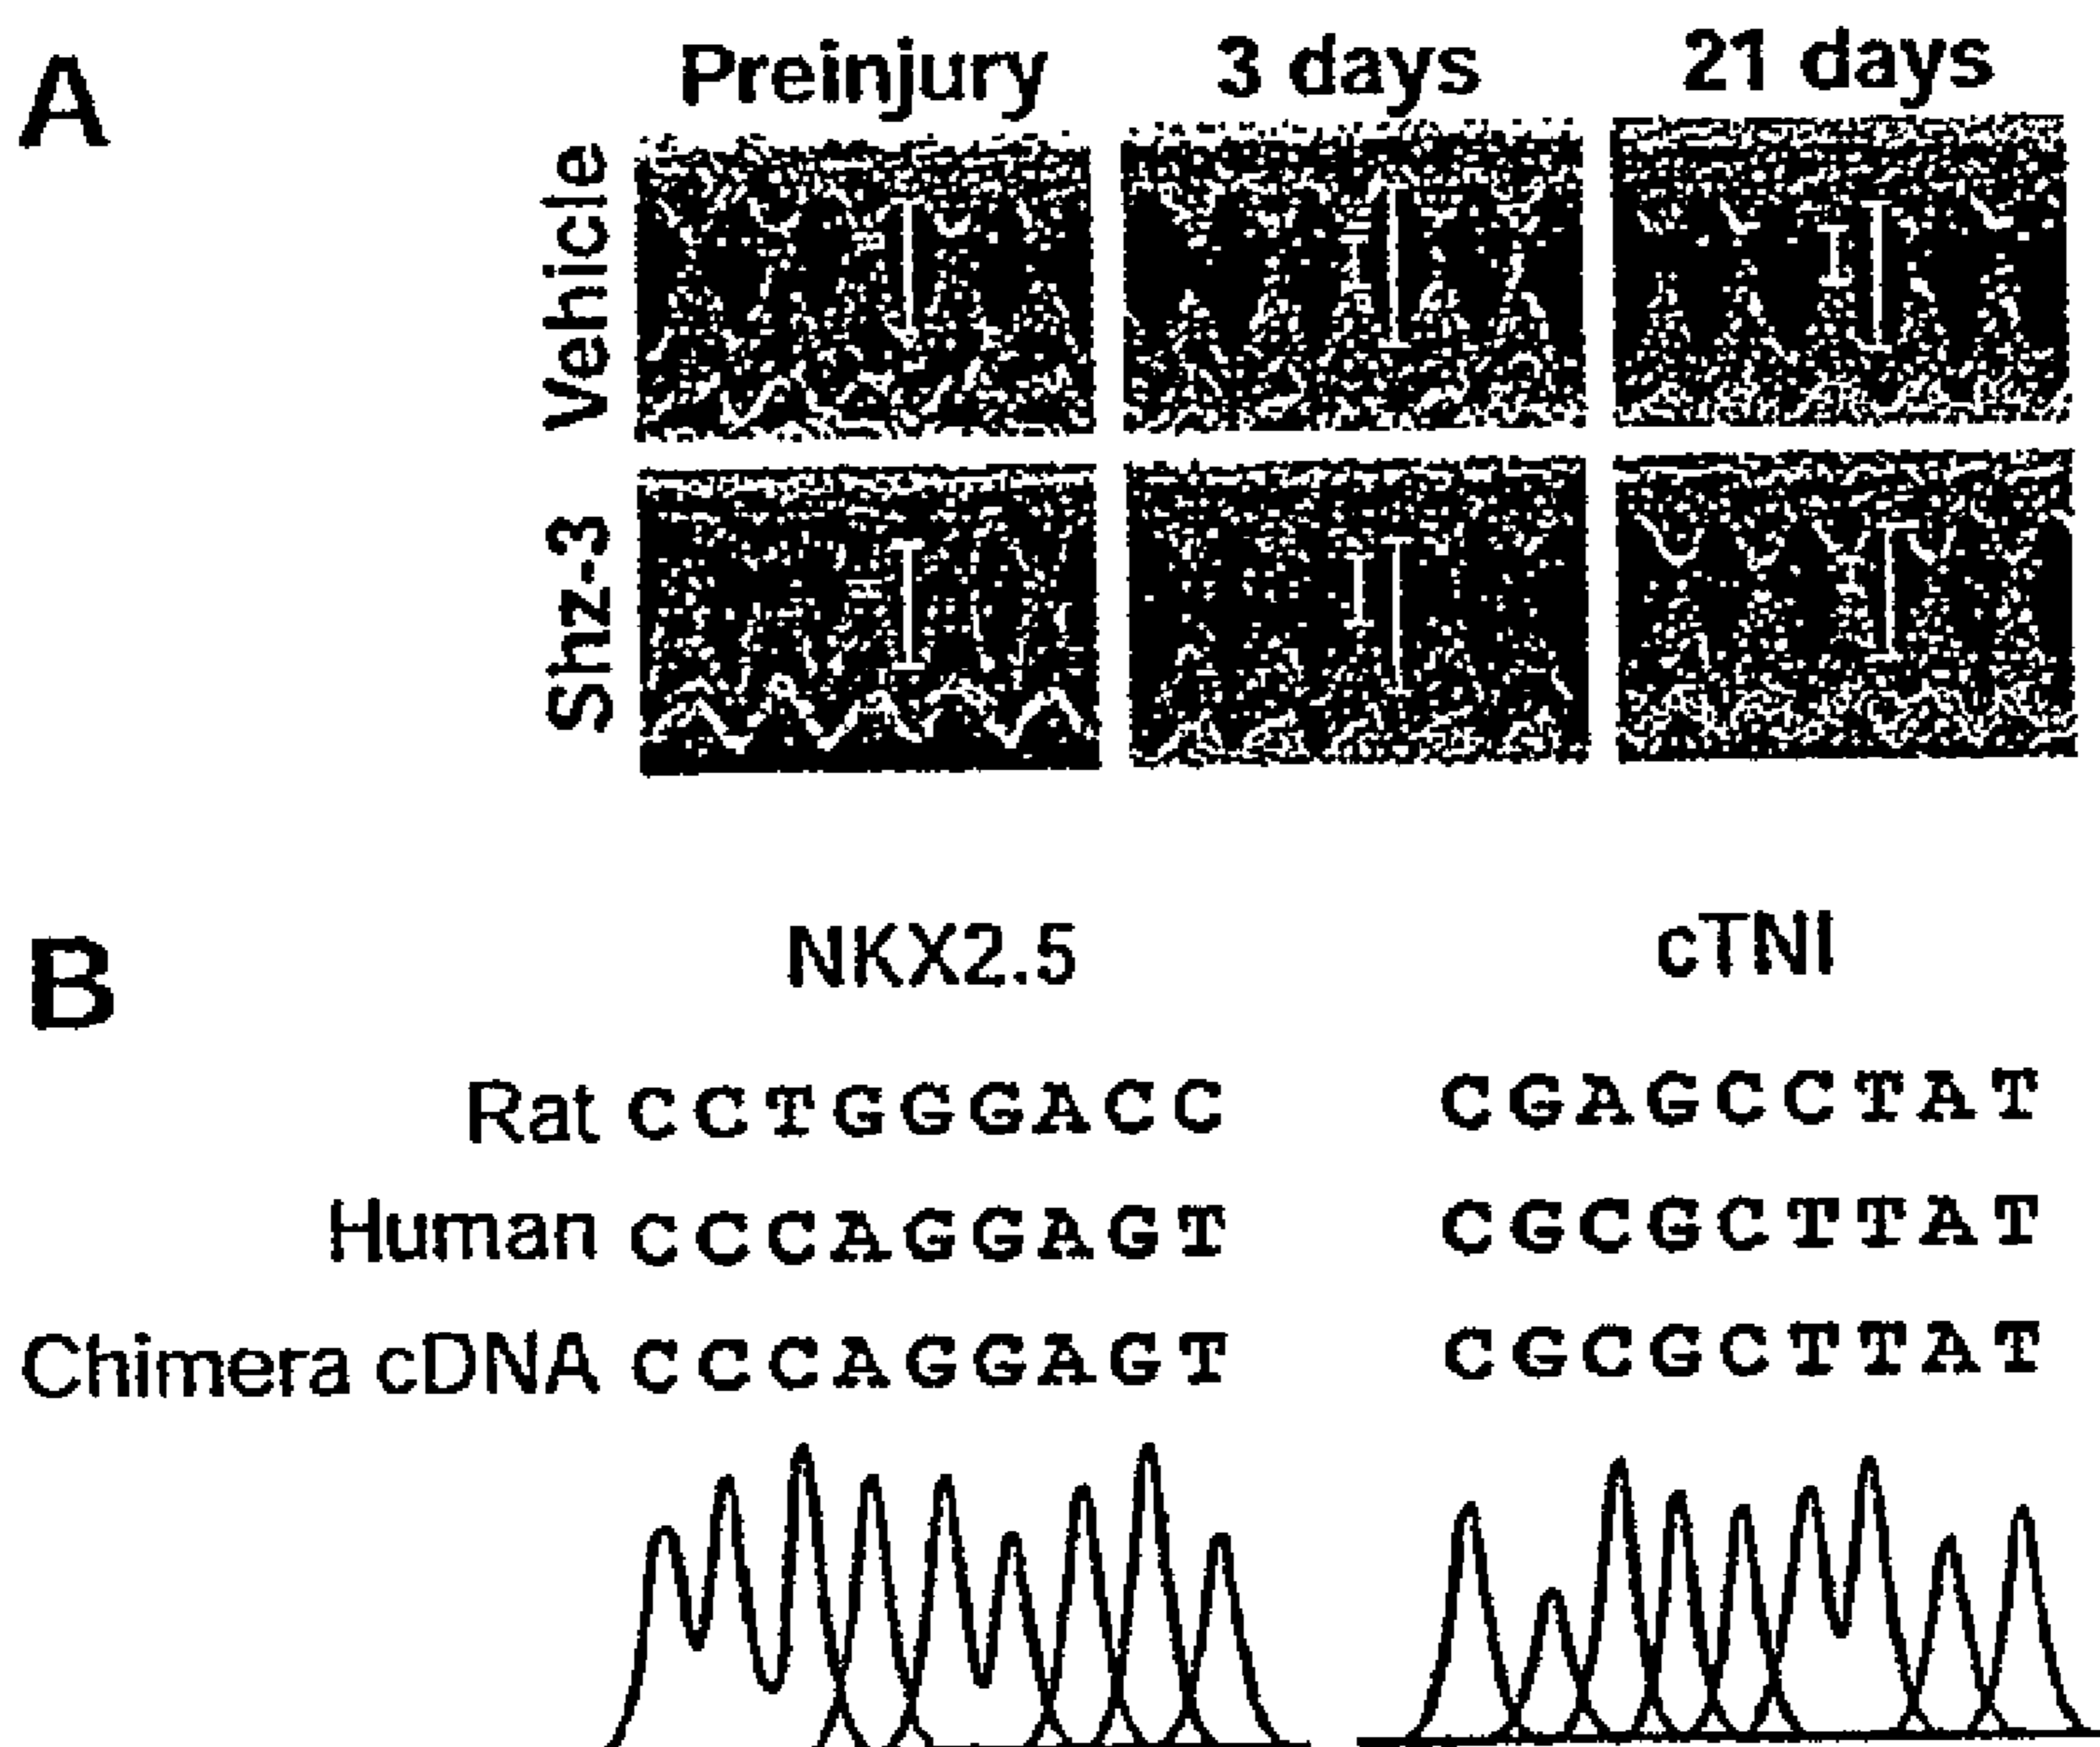 A
Preinjury 3 days 21 days
Vehicle
Shz-3
B
NKX2.5 cTNI
Rat CCTGGGACC CGAGCCTAT
Human CCCAGGAGT CGCGCTTAT
Chimera cDNA CCCAGGAGT CGCGCTTAT